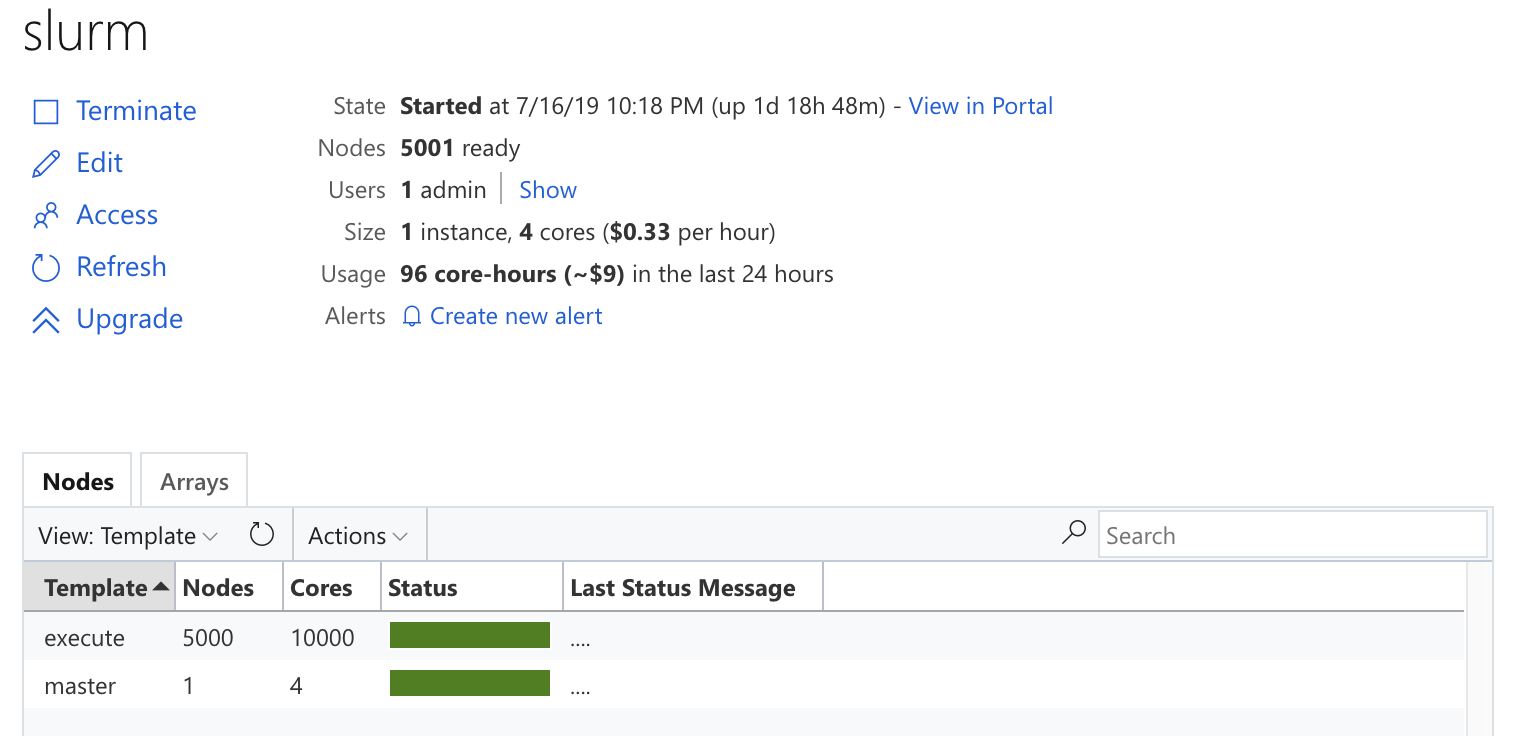 slurm
Terminate
Edit
Access
Refresh
Upgrade
State Started at 7/16/19 10:18 PM (up 1d 18h 48m) - View in Portal
Nodes 5001 ready
Users 1 admin Show
Size 1 instance, 4 cores ($0.33 per hour)
Usage 96 core-hours (~$9) in the last 24 hours
Alerts Create new alert
Nodes Arrays
View: Template Actions Search
Template Nodes Cores Status Last Status Message
execute 5000 10000 ....
master 1 4 ....